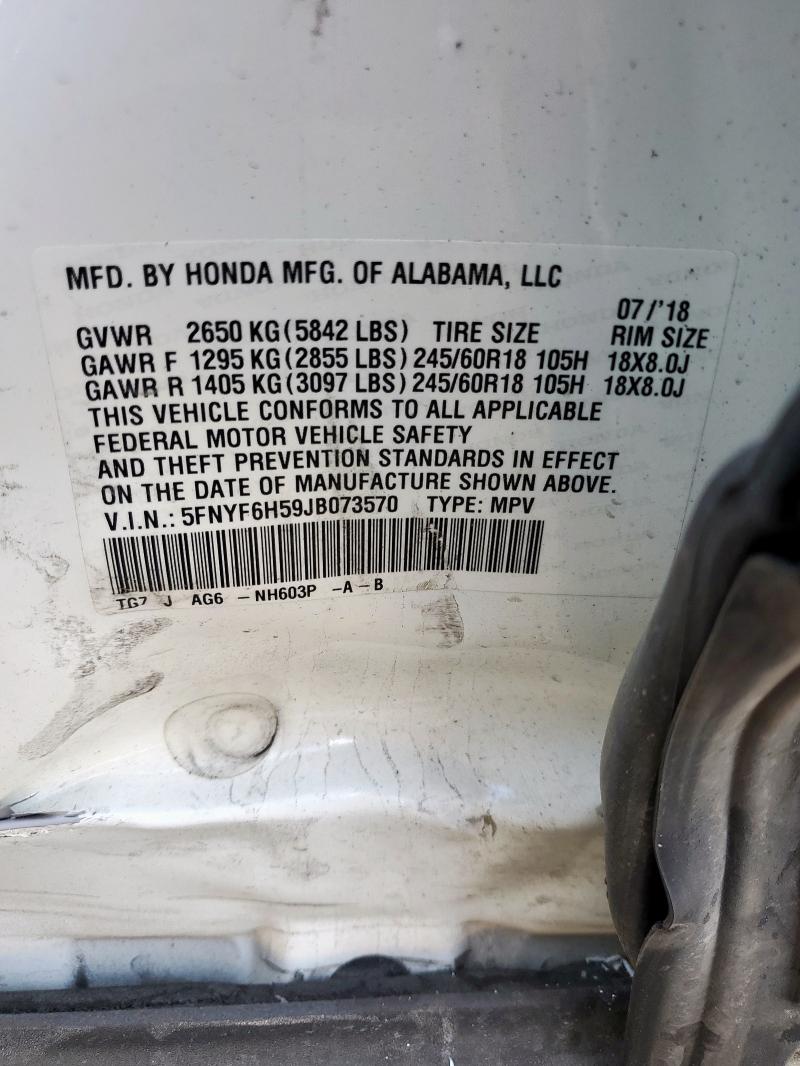 MFD. BY HONDA MFG. OF ALABAMA, LLC
07/'18
GVWR 2650 KG(5842 LBS) TIRE SIZE RIM SIZE
GAWR F 1295 KG(2855 LBS) 245/60R18 105H 18X8.0J
GAWR R 1405 KG(3097 LBS) 245/60R18 105H 18X8.0J
THIS VEHICLE CONFORMS TO ALL APPLICABLE
FEDERAL MOTOR VEHICLE SAFETY
AND THEFT PREVENTION STANDARDS IN EFFECT
ON THE DATE OF MANUFACTURE SHOWN ABOVE.
V.I.N.: 5FNYF6H59JB073570 TYPE: MPV
TG7 J AG6 – NH603P –A – B